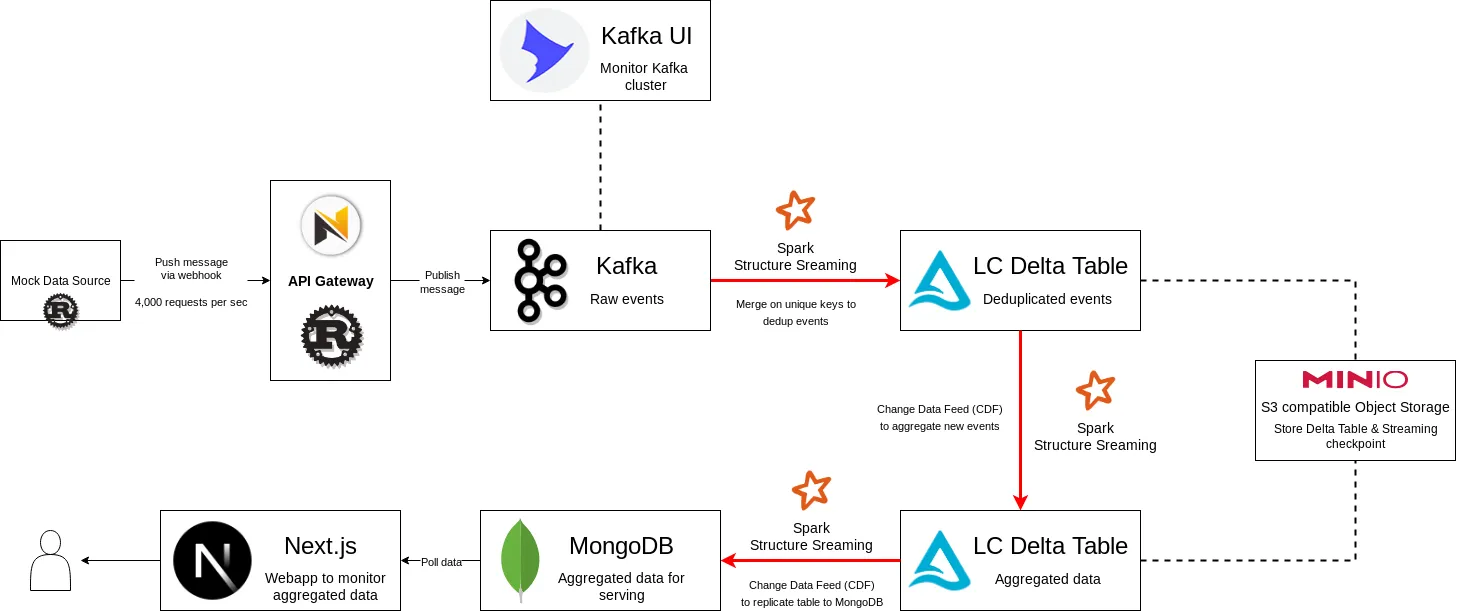 Kafka UI
Monitor Kafka
cluster
Mock Data Source
Push message
via webhook
4,000 requests per sec
API Gateway
Publish
message
Kafka
Raw events
Spark
Structure Sreaming
Merge on unique keys to
dedup events
LC Delta Table
Deduplicated events
MINIO
S3 compatible Object Storage
Store Delta Table & Streaming
checkpoint
Change Data Feed (CDF)
to aggregate new events
Spark
Structure Sreaming
LC Delta Table
Aggregated data
Spark
Structure Sreaming
Change Data Feed (CDF)
to replicate table to MongoDB
MongoDB
Aggregated data for
serving
Poll data
Next.js
Webapp to monitor
aggregated data